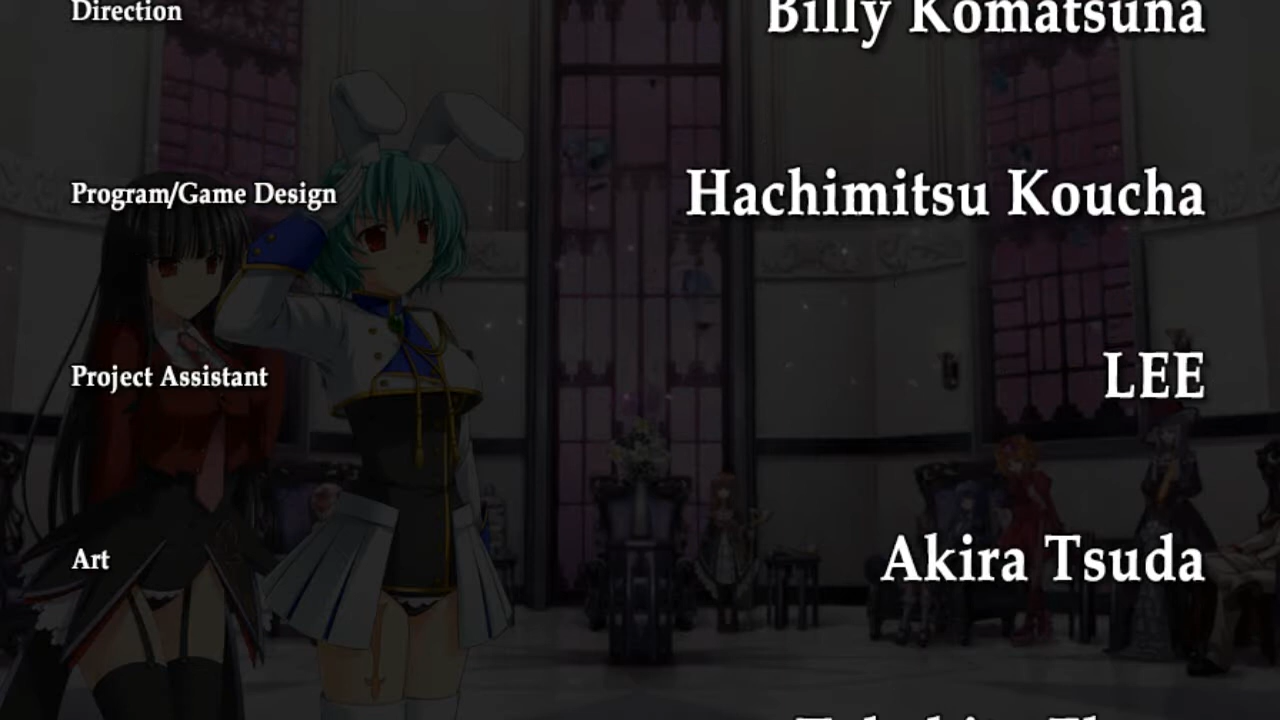 Direction Billy Komatsuna
Program/Game Design Hachimitsu Koucha
Project Assistant LEE
Art Akira Tsuda